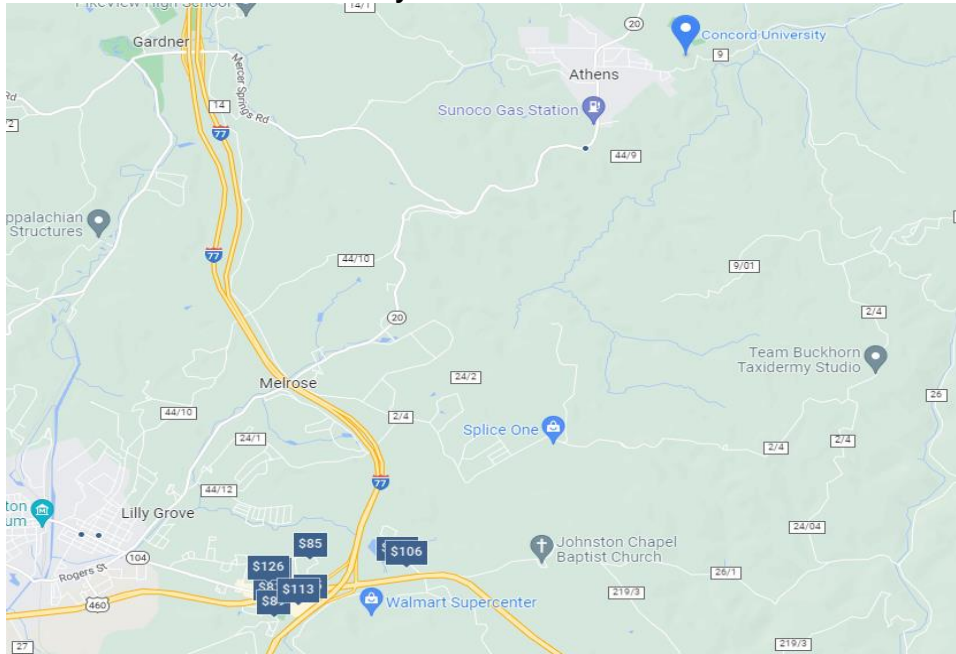 14/1
20
Concord University
Gardner
9
Athens
Rd
Mercer Springs Rd
14
Sunoco Gas Station
77
44/9
Structures
77
44/10
9/01
2/4
20
Team Buckhorn
Taxidermy Studio
Melrose
24/2
26
44/10
2/4
Splice One
24/1
2/4
2/4
77
44/12
Lilly Grove
24/04
$85
Johnston Chapel
Baptist Church
104
$126
$106
Rogers St
26/1
$113
219/3
460
Walmart Supercenter
27
219/3